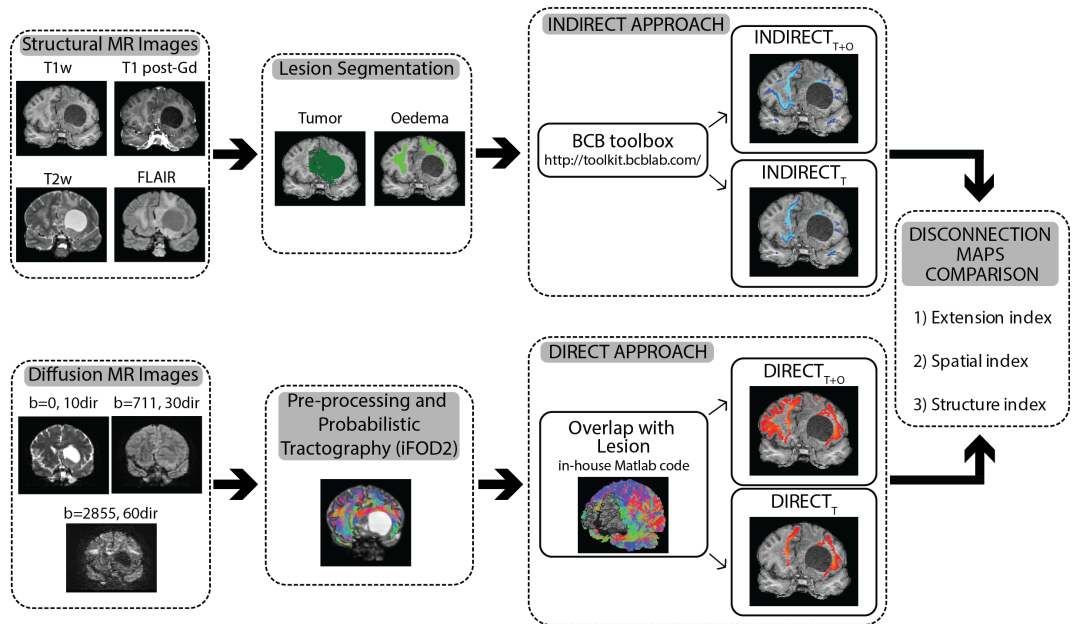 Structural MR Images
T1w
T1 post-Gd
T2w
FLAIR
Lesion Segmentation
Tumor
Oedema
INDIRECT APPROACH
BCB toolbox
http://toolkit.bcblab.com/
INDIRECT T+O
INDIRECT T
DISCONNECTION
MAPS
COMPARISON
1) Extension index
2) Spatial index
3) Structure index
Diffusion MR Images
b=0, 10dir
b=711, 30dir
b=2855, 60dir
Pre-processing and
Probabilistic
Tractography (iFOD2)
DIRECT APPROACH
Overlap with
Lesion
in-house Matlab code
DIRECT T+O
DIRECT T